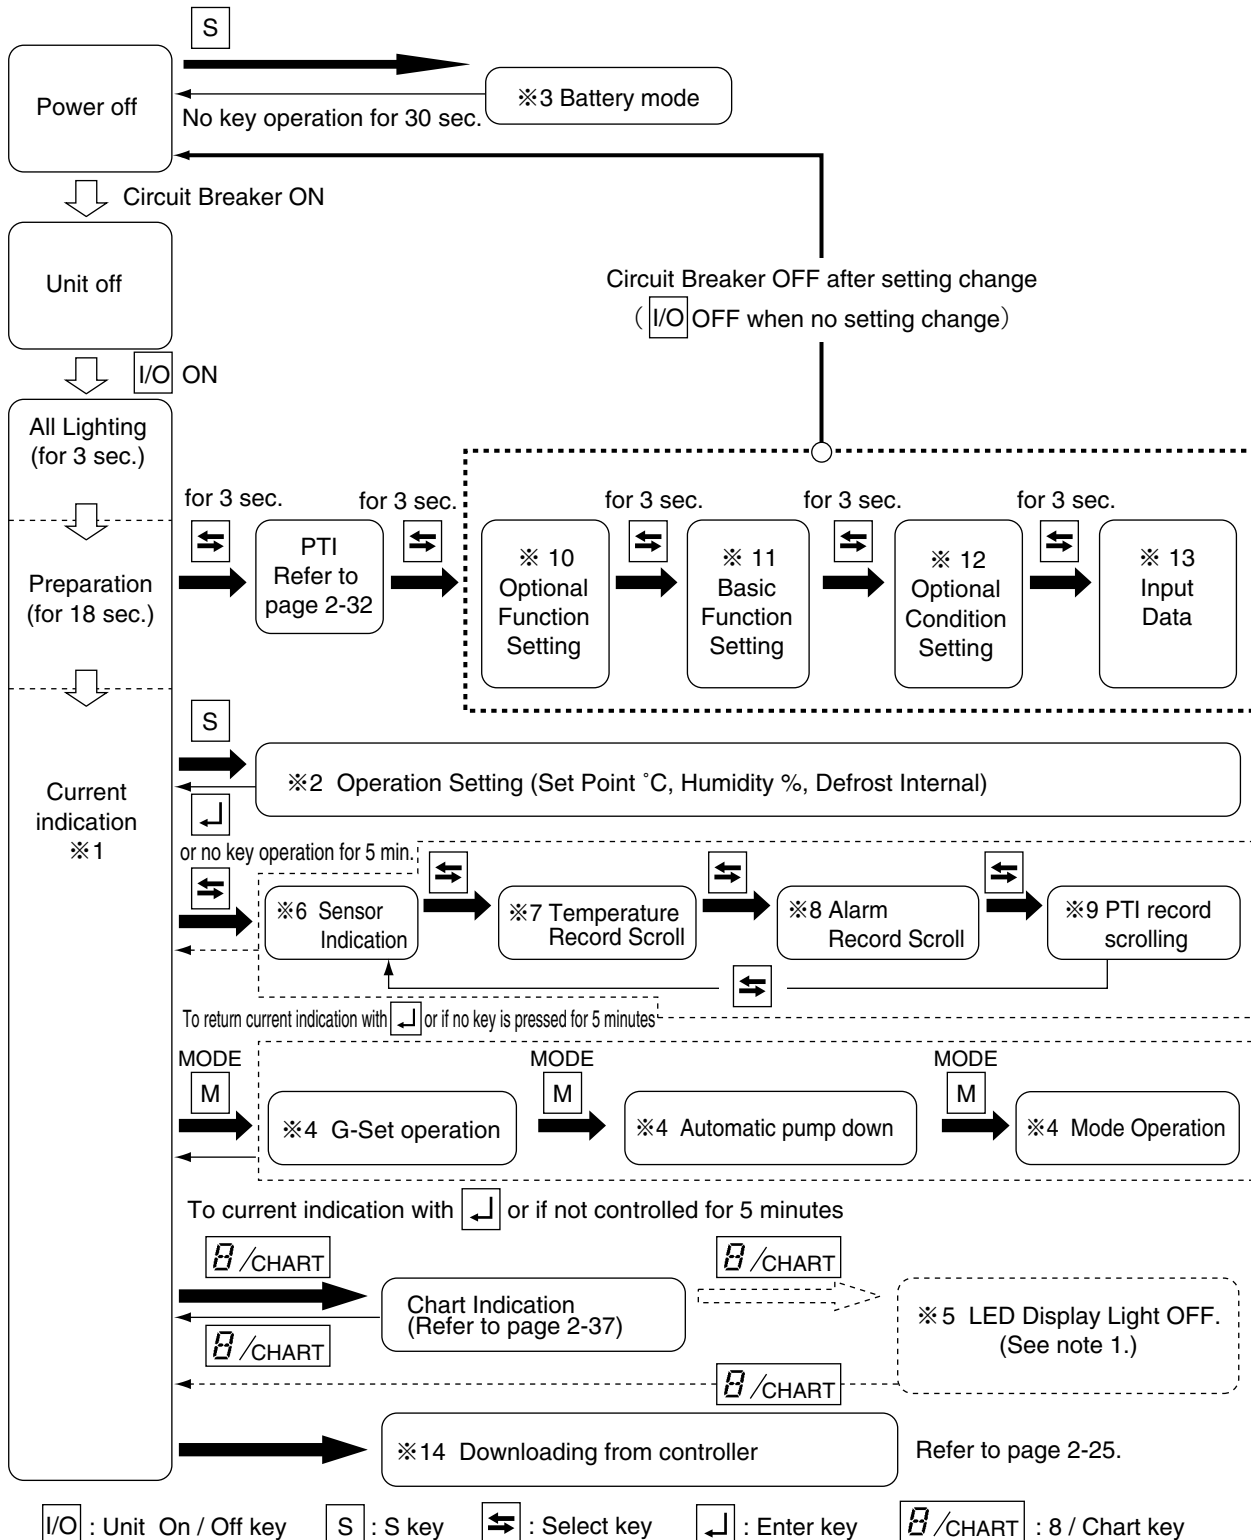 S
Power off
※3 Battery mode
No key operation for 30 sec.
Circuit Breaker ON
Unit off
Circuit Breaker OFF after setting change
( I/O OFF when no setting change)
I/O ON
All Lighting
(for 3 sec.)
for 3 sec.
for 3 sec.
for 3 sec.
for 3 sec.
for 3 sec.
Preparation
(for 18 sec.)
PTI
Refer to
page 2-32
※ 10
Optional
Function
Setting
※ 11
Basic
Function
Setting
※ 12
Optional
Condition
Setting
※ 13
Input
Data
S
※2 Operation Setting (Set Point ˚C, Humidity %, Defrost Internal)
Current
indication
※1
or no key operation for 5 min.
※6 Sensor
Indication
※7 Temperature
Record Scroll
※8 Alarm
Record Scroll
※9 PTI record
scrolling
To return current indication with or if no key is pressed for 5 minutes
MODE
M
MODE
M
MODE
M
※4 G-Set operation
※4 Automatic pump down
※4 Mode Operation
To current indication with or if not controlled for 5 minutes
8/CHART
8/CHART
Chart Indication
(Refer to page 2-37)
※5 LED Display Light OFF.
(See note 1.)
8/CHART
8/CHART
※14 Downloading from controller
Refer to page 2-25.
I/O : Unit On / Off key S : S key : Select key : Enter key 8/CHART : 8 / Chart key